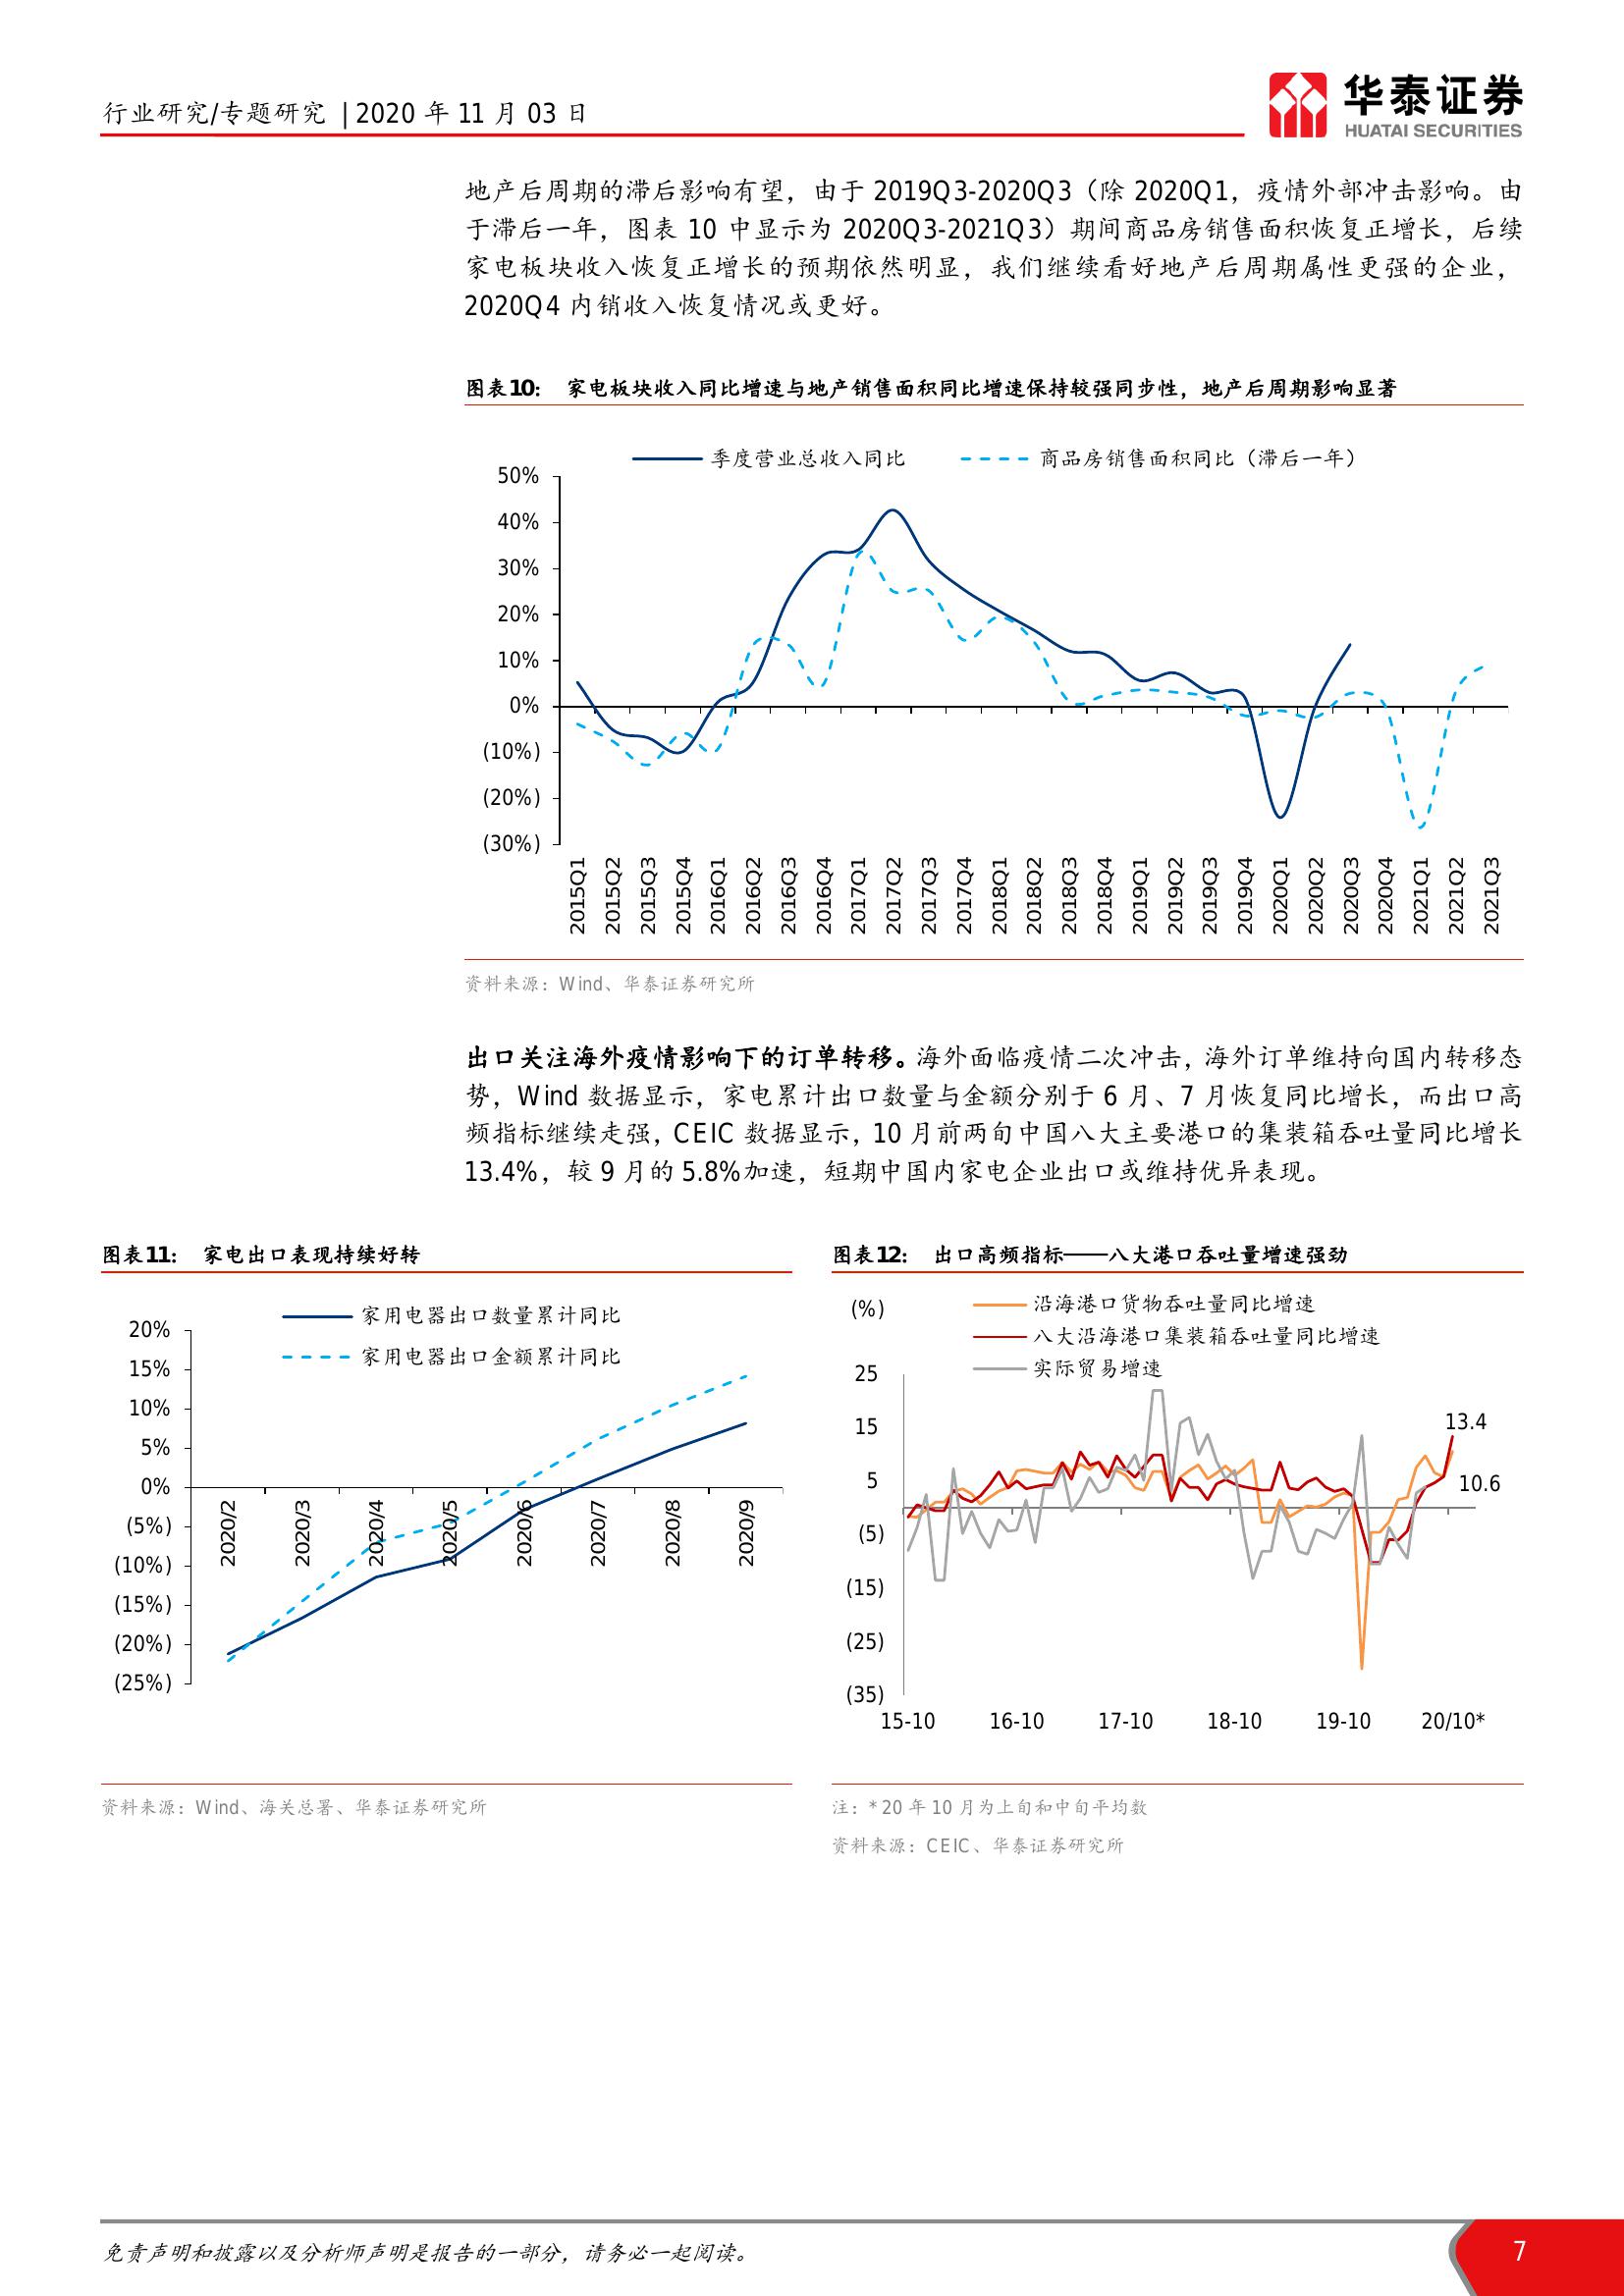 行业研究/专题研究 | 2020 年 11 月 03 日
华泰证券
HUATAI SECURITIES
地产后周期的滞后影响有望，由于 2019Q3-2020Q3（除 2020Q1，疫情外部冲击影响。由
于滞后一年，图表 10 中显示为 2020Q3-2021Q3）期间商品房销售面积恢复正增长，后续
家电板块收入恢复正增长的预期依然明显，我们继续看好地产后周期属性更强的企业，
2020Q4 内销收入恢复情况或更好。
图表10： 家电板块收入同比增速与地产销售面积同比增速保持较强同步性，地产后周期影响显著
季度营业总收入同比 商品房销售面积同比（滞后一年）
50%
40%
30%
20%
10%
0%
(10%)
(20%)
(30%)
2015Q1 2015Q2 2015Q3 2015Q4 2016Q1 2016Q2 2016Q3 2016Q4 2017Q1 2017Q2 2017Q3 2017Q4 2018Q1 2018Q2 2018Q3 2018Q4 2019Q1 2019Q2 2019Q3 2019Q4 2020Q1 2020Q2 2020Q3 2020Q4 2021Q1 2021Q2 2021Q3
资料来源：Wind、华泰证券研究所
出口关注海外疫情影响下的订单转移。海外面临疫情二次冲击，海外订单维持向国内转移态
势，Wind 数据显示，家电累计出口数量与金额分别于 6 月、7 月恢复同比增长，而出口高
频指标继续走强，CEIC 数据显示，10 月前两旬中国八大主要港口的集装箱吞吐量同比增长
13.4%，较 9 月的 5.8%加速，短期中国内家电企业出口或维持优异表现。
图表11： 家电出口表现持续好转
家用电器出口数量累计同比
家用电器出口金额累计同比
20%
15%
10%
5%
0%
(5%)
(10%)
(15%)
(20%)
(25%)
2020/2 2020/3 2020/4 2020/5 2020/6 2020/7 2020/8 2020/9
资料来源：Wind、海关总署、华泰证券研究所
图表12： 出口高频指标——八大港口吞吐量增速强劲
(%)
沿海港口货物吞吐量同比增速
八大沿海港口集装箱吞吐量同比增速
实际贸易增速
25
15
5
(5)
(15)
(25)
(35)
13.4
10.6
15-10 16-10 17-10 18-10 19-10 20/10*
注：*20 年 10 月为上旬和中旬平均数
资料来源：CEIC、华泰证券研究所
免责声明和披露以及分析师声明是报告的一部分，请务必一起阅读。
7